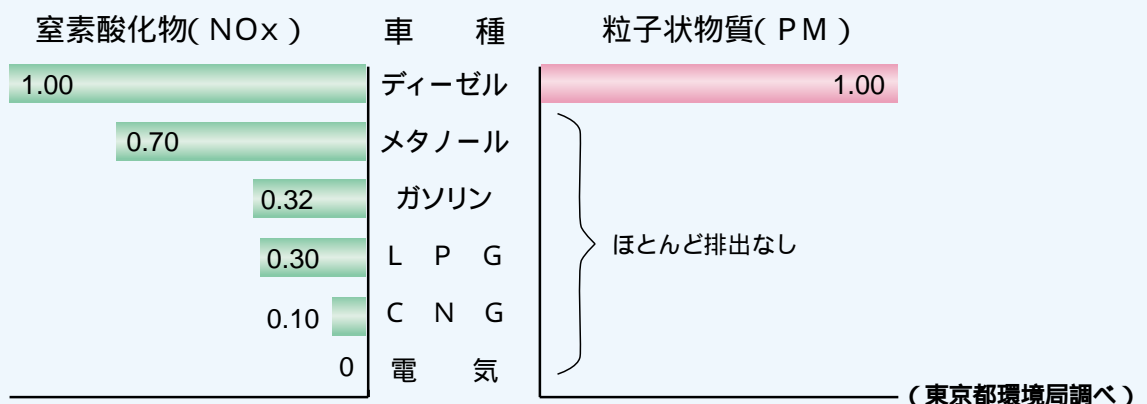 窒素酸化物( NOx ) 車 種 粒子状物質( PM )
1.00 ディーゼル 1.00
0.70 メタノール
0.32 ガソリン
0.30 L P G
ほとんど排出なし
0.10 C N G
0 電 気
( 東京都環境局調べ )